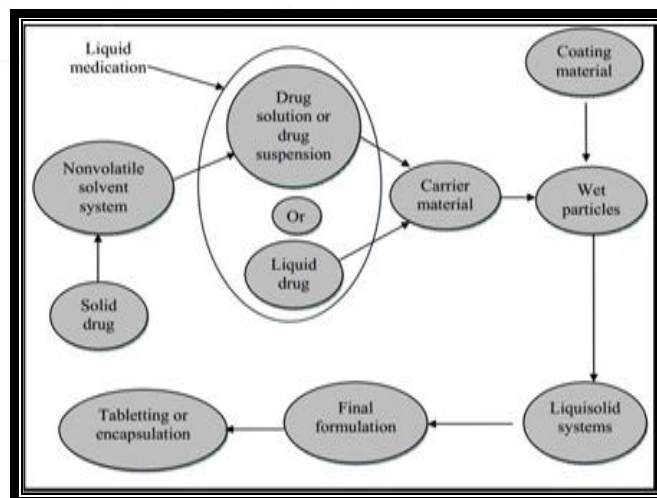 Liquid
medication
Coating
material
Drug
solution or
drug
suspension
Nonvolatile
solvent
system
Carrier
material
Wet
particles
Or
Liquid
drug
Solid
drug
Tabletting or
encapsulation
Final
formulation
Liquisolid
systems